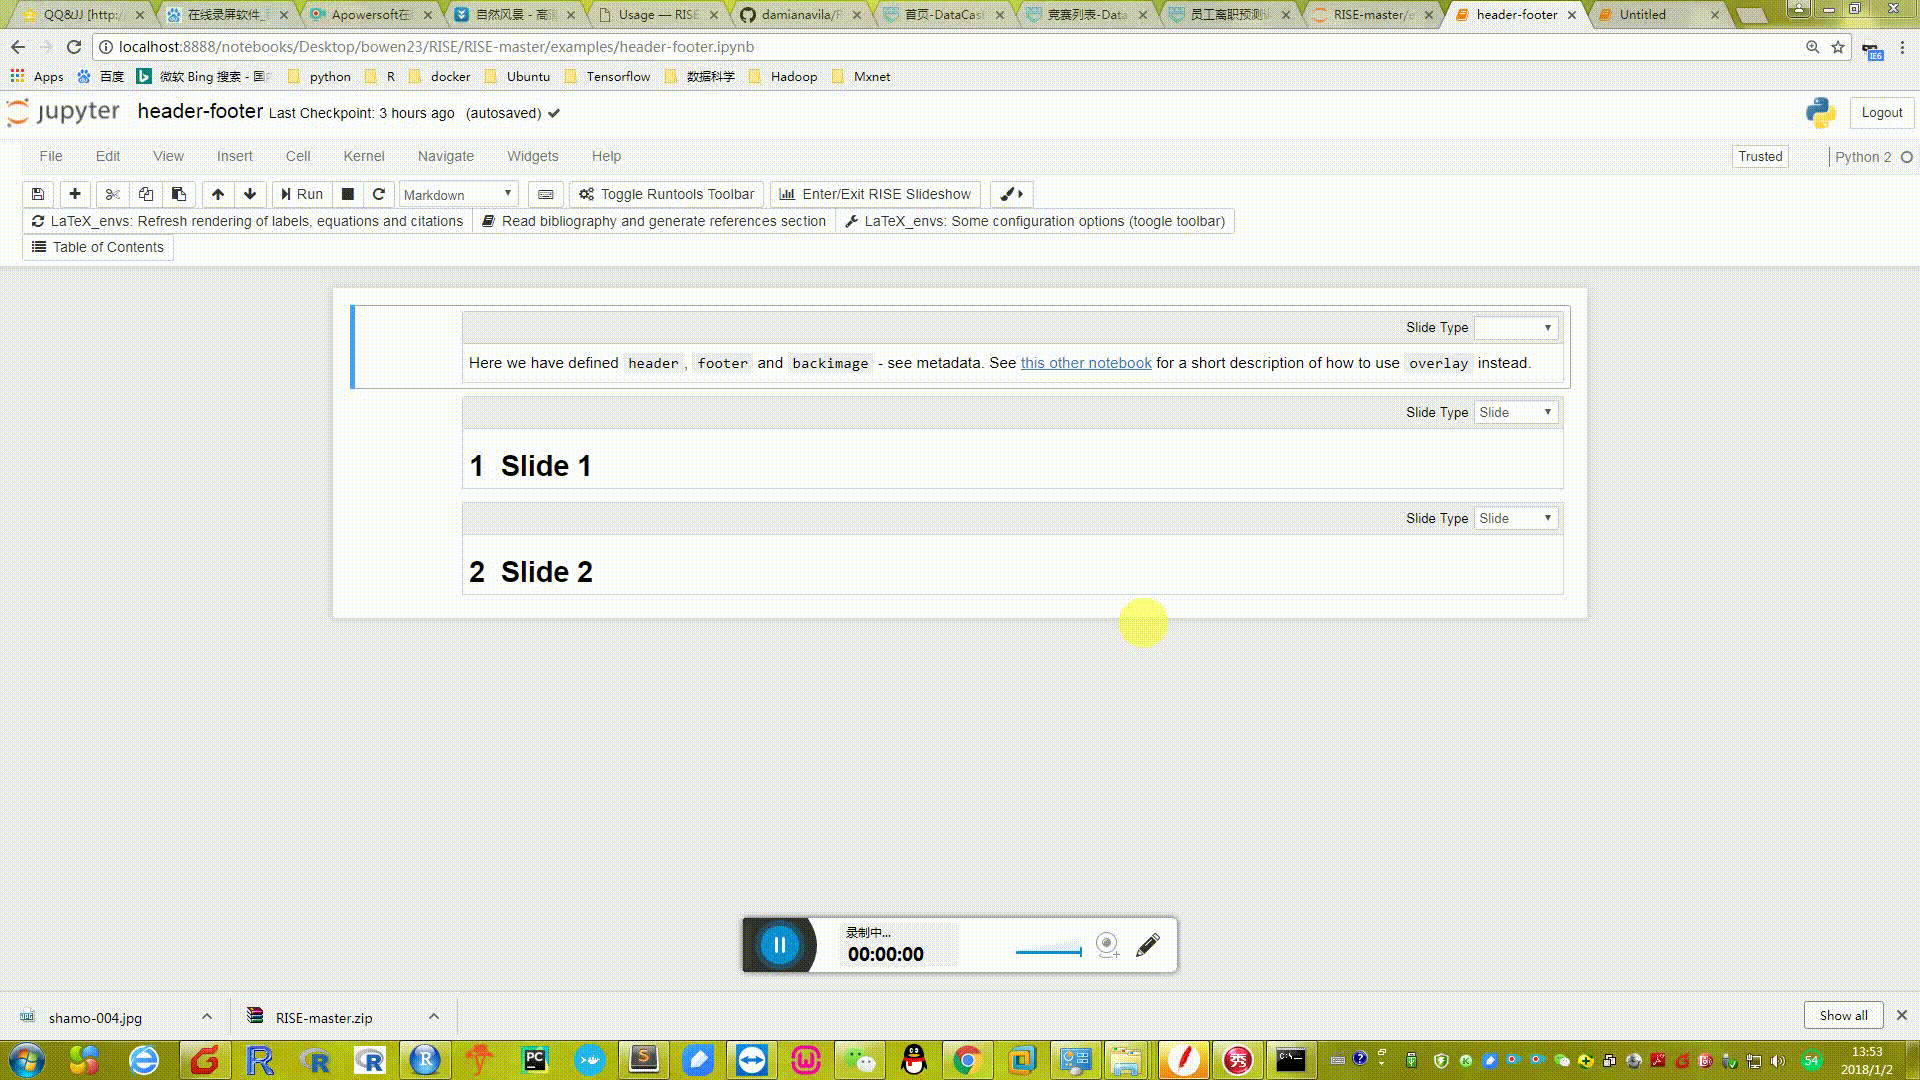 QQ&JJ [http:/
在线录屏软件_
Apowersoft在
自然风景 - 高清
Usage — RISE
damianavila/R
首页-DataCas
竞赛列表-Data
员工离职预测
RISE-master/e
header-footer
Untitled
localhost:8888/notebooks/Desktop/bowen23/RISE/RISE-master/examples/header-footer.ipynb
IE6
Apps
百度
微软 Bing 搜索 - 国
python
R
docker
Ubuntu
Tensorflow
数据科学
Hadoop
Mxnet
jupyter header-footer Last Checkpoint: 3 hours ago (autosaved)
Logout
File Edit View Insert Cell Kernel Navigate Widgets Help
Trusted
Python 2
Run
Markdown
Toggle Runtools Toolbar
Enter/Exit RISE Slideshow
LaTeX_envs: Refresh rendering of labels, equations and citations
Read bibliography and generate references section
LaTeX_envs: Some configuration options (toogle toolbar)
Table of Contents
Slide Type
Here we have defined header, footer and backimage - see metadata. See this other notebook for a short description of how to use overlay instead.
Slide Type Slide
1 Slide 1
Slide Type Slide
2 Slide 2
录制中...
00:00:00
shamo-004.jpg
RISE-master.zip
Show all
54
13:53
2018/1/2